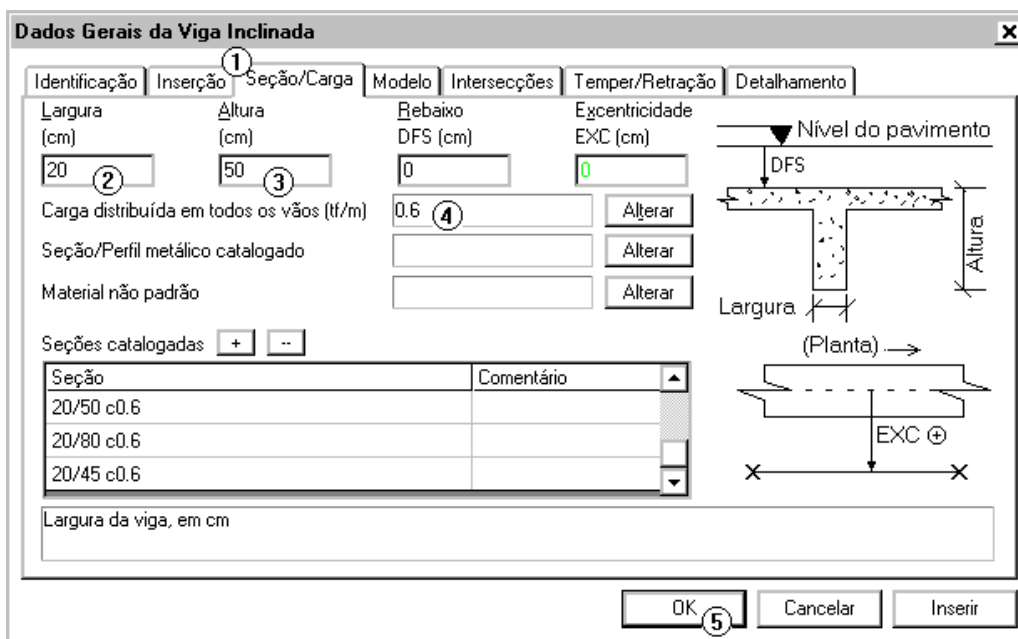 Dados Gerais da Viga Inclinada
1
Identificação Inserção Seção/Carga Modelo Intersecções Temper/Retração Detalhamento
Largura Altura Rebaixo Excentricidade
(cm) (cm) DFS (cm) EXC (cm)
20 2 50 3 0 0
Carga distribuída em todos os vãos (tf/m) 0.6 4 Alterar
Seção/Perfil metálico catalogado Alterar
Material não padrão Alterar
Nível do pavimento
DFS
Altura
Largura
Seções catalogadas + --
(Planta)
Seção Comentário
20/50 c0.6
20/80 c0.6
20/45 c0.6
EXC ⊕
Largura da viga, em cm
OK 5 Cancelar Inserir